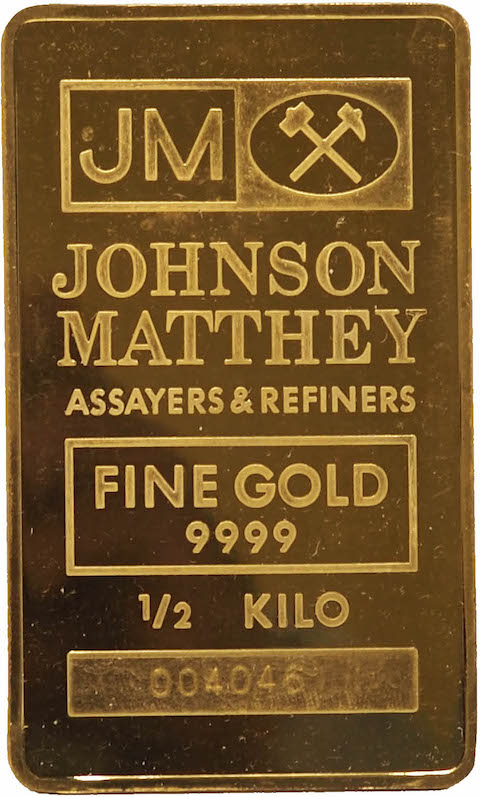 JM
JOHNSON
MATTHEY
ASSAYERS & REFINERS
FINE GOLD
9999
1/2 KILO
004046